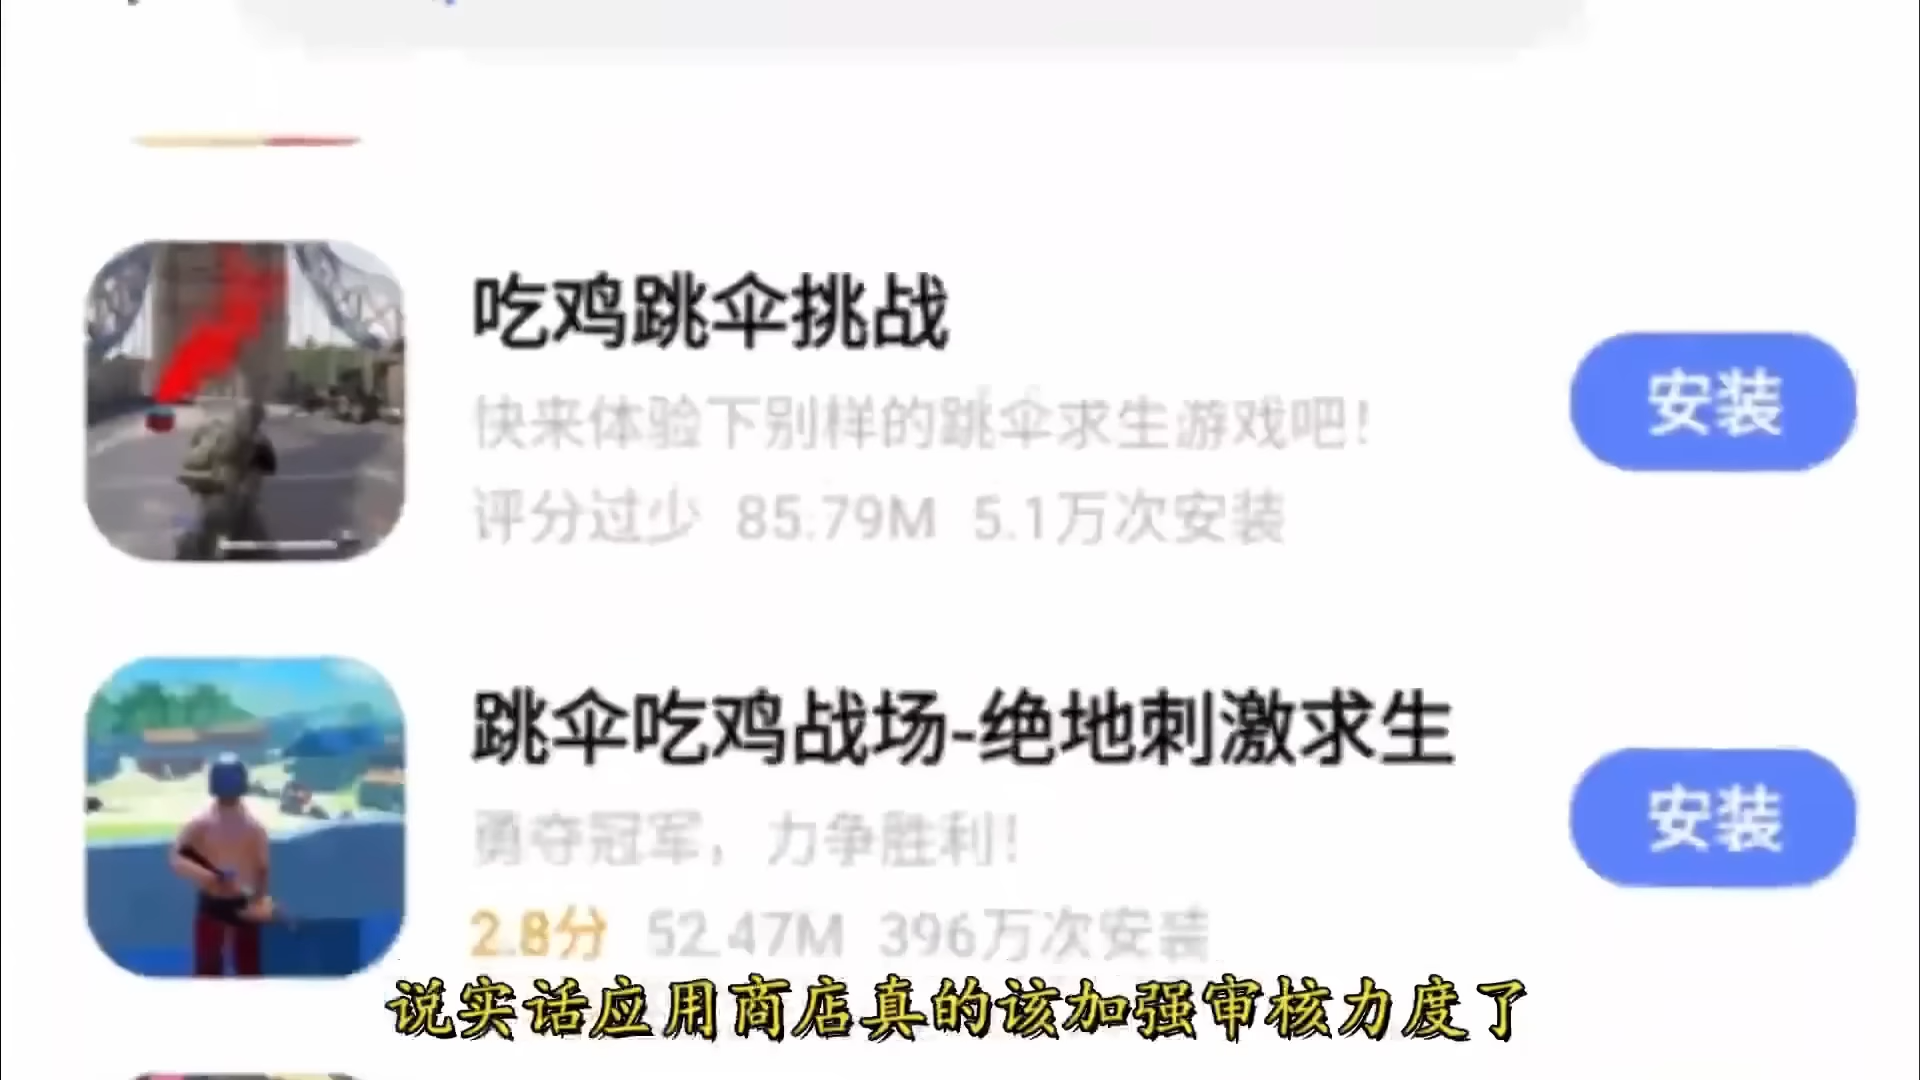 吃鸡跳伞挑战
快来体验下别样的跳伞求生游戏吧！
评分过少 85.79M 5.1万次安装
安装
跳伞吃鸡战场-绝地刺激求生
勇夺冠军，力争胜利！
2.8分 52.47M 396万次安装
安装
说实话应用商店真的该加强审核力度了